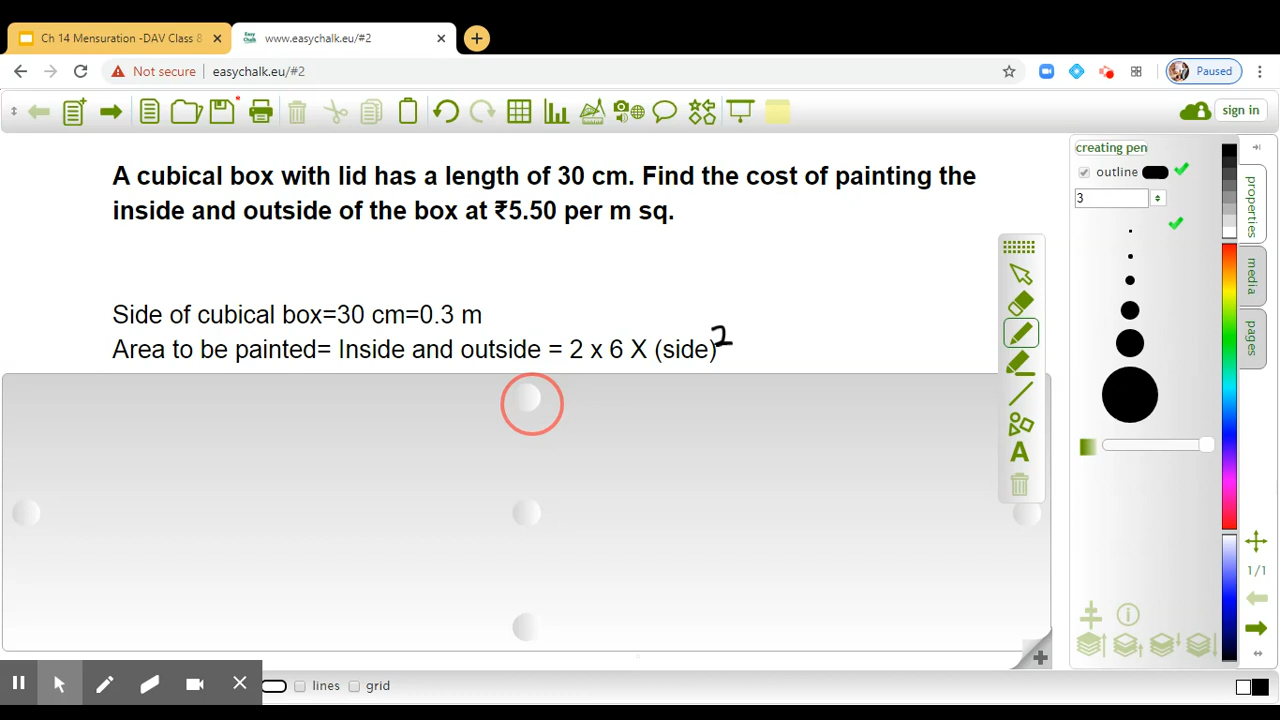 Ch 14 Mensuration -DAV Class 8
www.easychalk.eu/#2
Not secure
easychalk.eu/#2
Paused
sign in
A cubical box with lid has a length of 30 cm. Find the cost of painting the
inside and outside of the box at ₹5.50 per m sq.
Side of cubical box=30 cm=0.3 m
Area to be painted= Inside and outside = 2 x 6 X (side)2
A
creating pen
outline
3
properties
media
pages
1/1
lines
grid